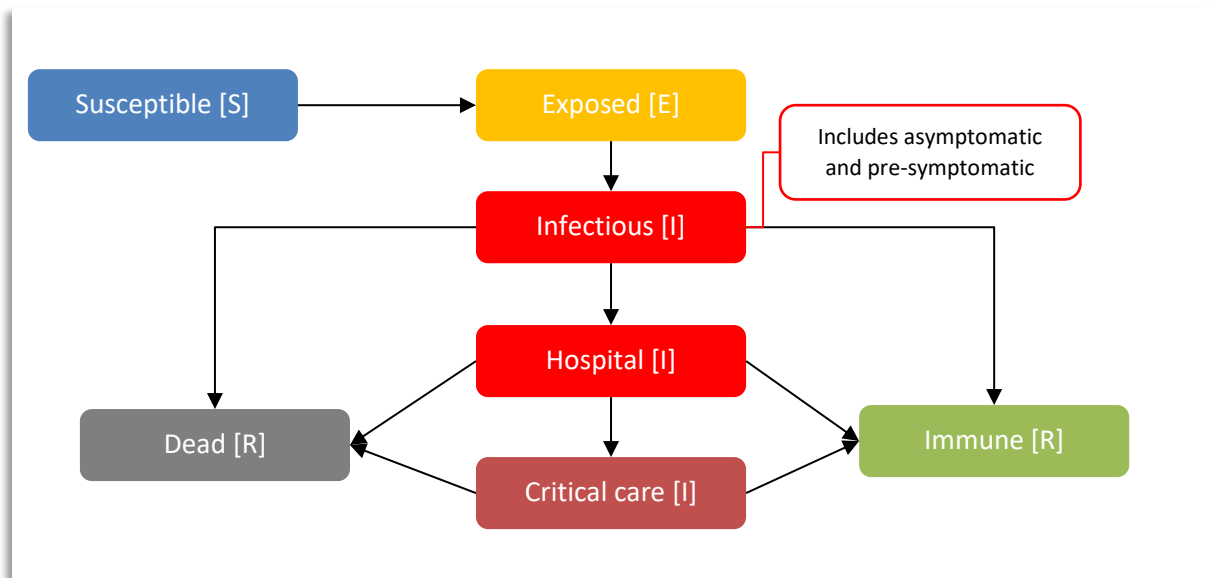 Susceptible [S]
Exposed [E]
Includes asymptomatic
and pre-symptomatic
Infectious [I]
Hospital [I]
Dead [R]
Immune [R]
Critical care [I]